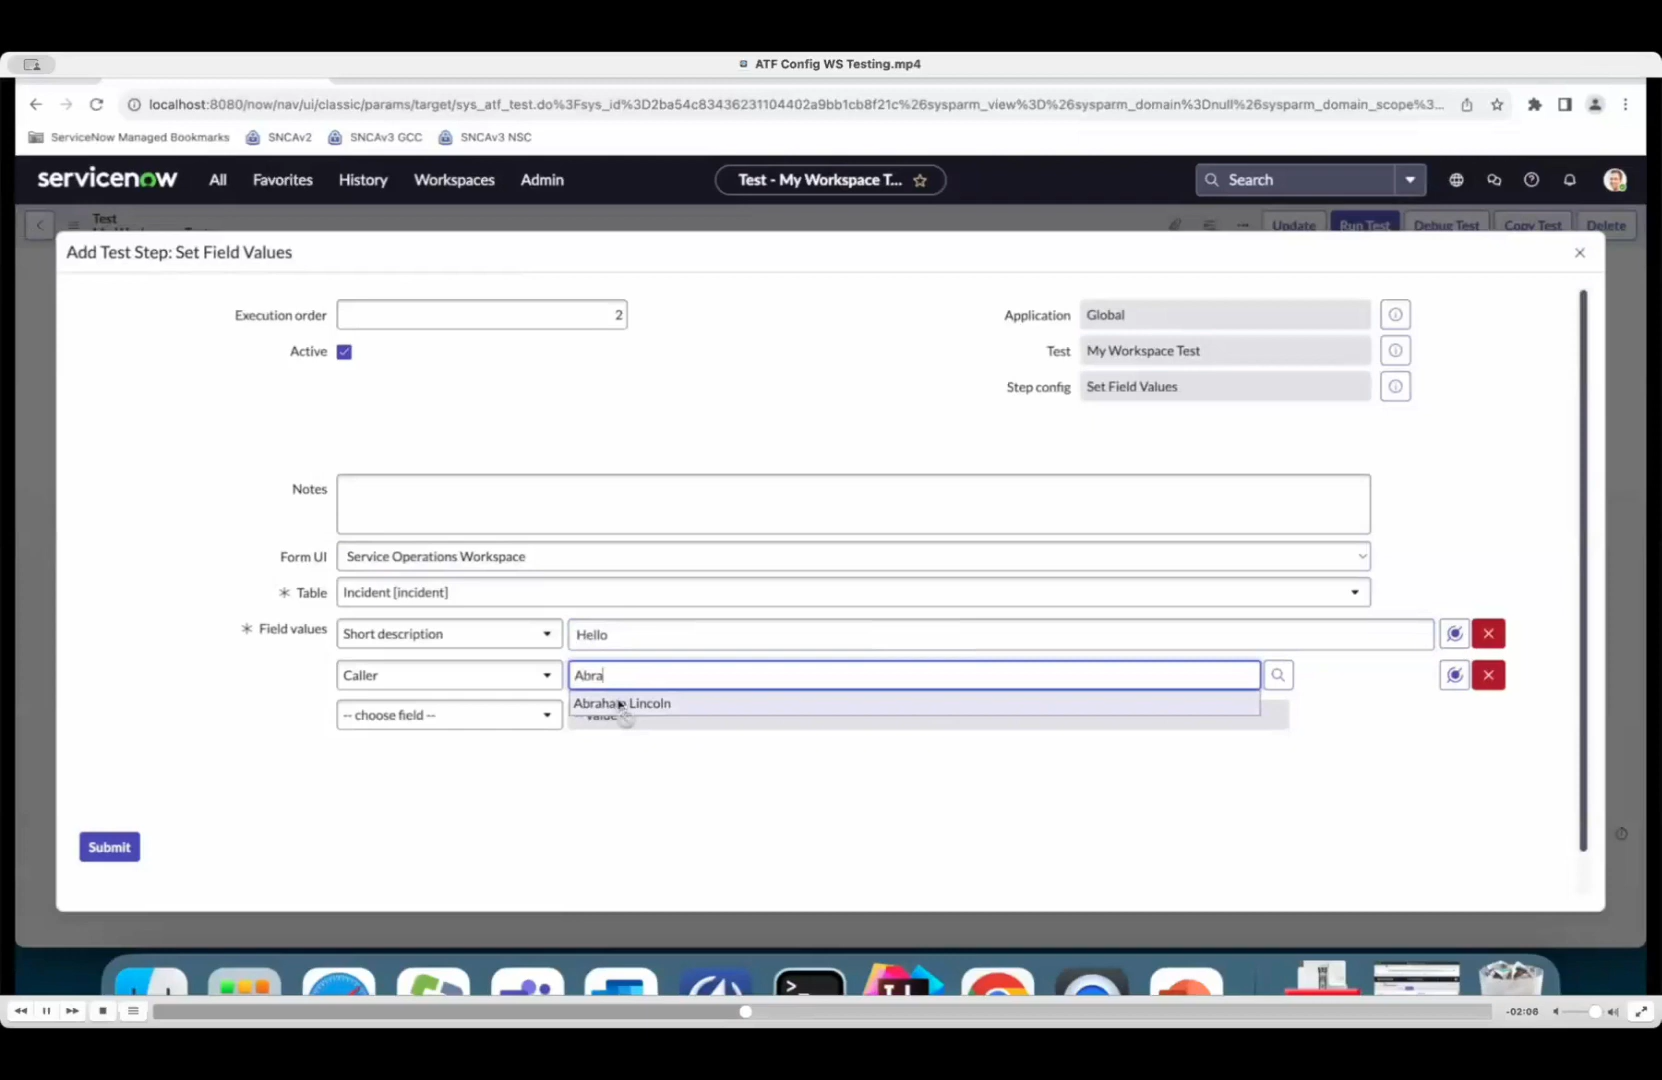 ATF Config WS Testing.mp4
localhost:8080/now/nav/ui/classic/params/target/sys_atf_test.do%3Fsys_id%3D2ba54c83436231104402a9bb1cb8f21c%26sysparm_view%3D%26sysparm_domain%3Dnull%26sysparm_domain_scope%3...
ServiceNow Managed Bookmarks SNCAv2 SNCAv3 GCC SNCAv3 NSC
servicenow All Favorites History Workspaces Admin Test - My Workspace T... Search
Test
Update Run Test Debug Test Copy Test Delete
Add Test Step: Set Field Values
Execution order 2 Application Global
Active Test My Workspace Test
Step config Set Field Values
Notes
Form UI Service Operations Workspace
* Table Incident [incident]
* Field values Short description Hello
Caller Abra
Abraham Lincoln
-- choose field -- value
Submit
-02:06